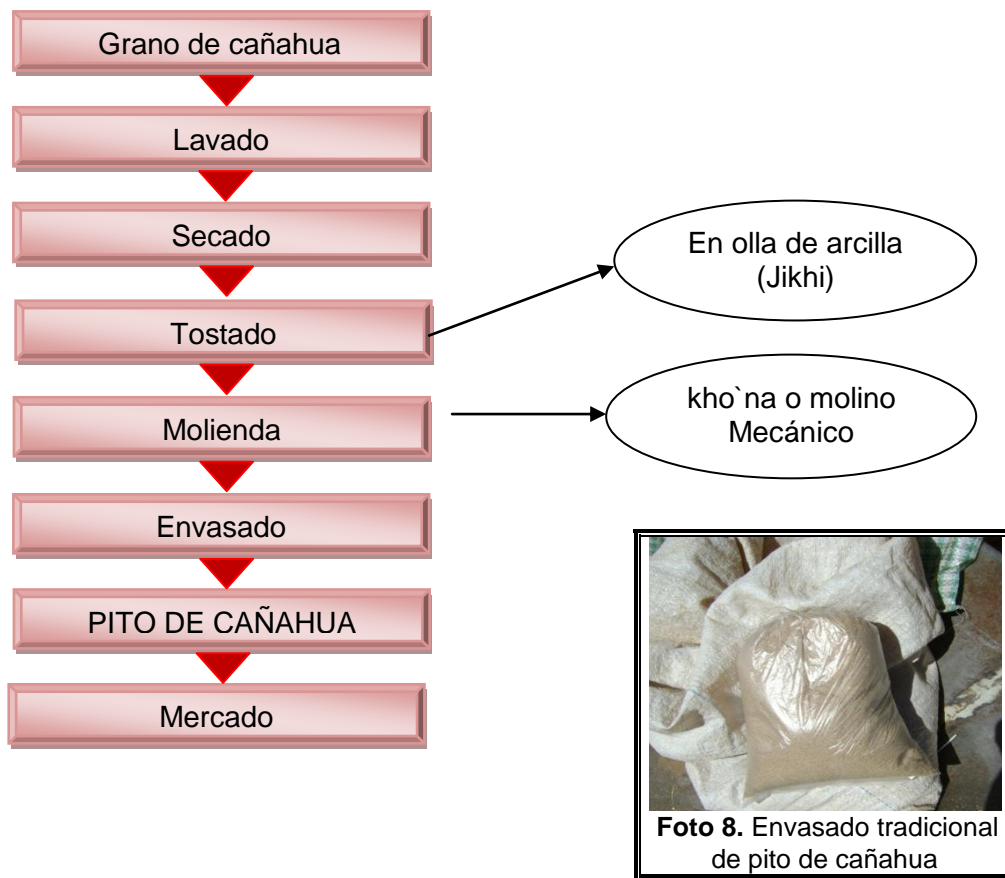 Grano de cañahua
Lavado
Secado
Tostado
En olla de arcilla
(Jikhi)
Molienda
kho`na o molino
Mecánico
Envasado
PITO DE CAÑAHUA
Mercado
Foto 8. Envasado tradicional
de pito de cañahua